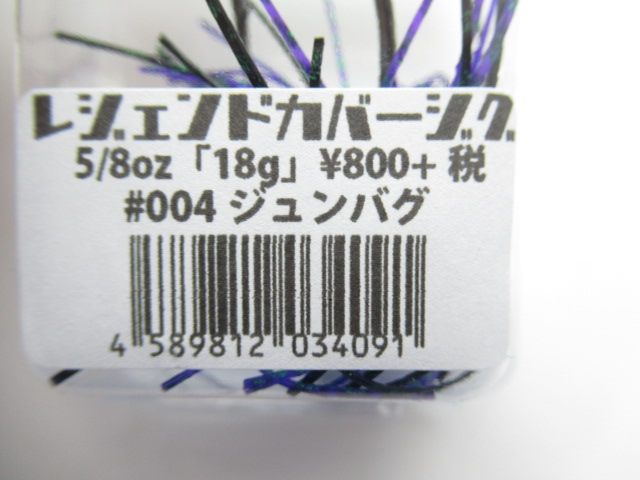 レジェンドカバージグ
5/8oz「18g」¥800+ 税
#004 ジュンバグ
4 589812 034091